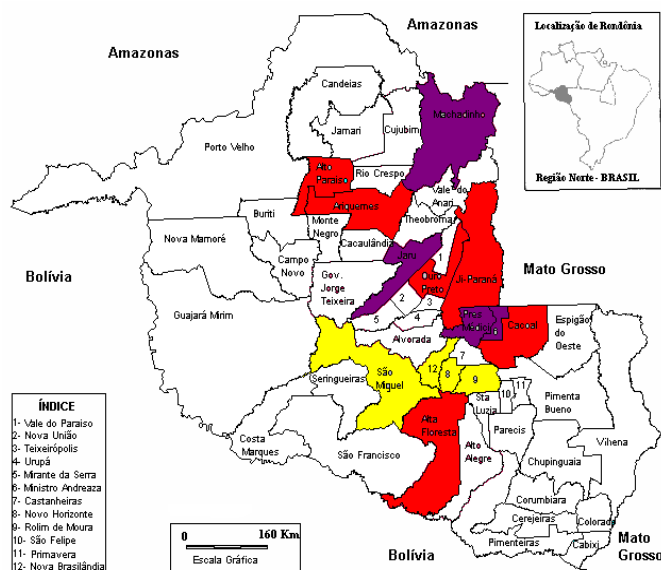 Amazonas
Amazonas
Localização de Rondônia
Região Norte - BRASIL
Candeias
Machadinho
Jamari
Cujubim
Porto Velho
Alto
Paraíso
Rio Crespo
Ariquemes
Vale do
Anari
Theobroma
Buriti
Monte
Negro
Nova Mamoré
Cacaulândia
Jaru
1
Campo
Novo
Bolívia
Gov.
Jorge
Teixeira
Ouro
Preto
Ji-Paraná
Mato Grosso
2
3
Guajará Mirim
5
4
Pres
Médici
6
Cacoal
Espigão
do
Oeste
Alvorada
7
Seringueiras
São
Miguel
12
8
9
10
11
Sta
Luzia
Pimenta
Bueno
Alta
Floresta
Parecis
Vilhena
Costa
Marques
São Francisco
Alto
Alegre
Chupinguaia
Corumbiara
Cerejeiras
Colorado
Pimenteiras
Cabixi
Mato
Grosso
Bolívia
ÍNDICE
1- Vale do Paraiso
2- Nova União
3- Teixeirópolis
4- Urupá
5- Mirante da Serra
6- Ministro Andreaza
7- Castanheiras
8- Novo Horizonte
9- Rolim de Moura
10- São Felipe
11- Primavera
12- Nova Brasilândia
0 160 Km
Escala Gráfica